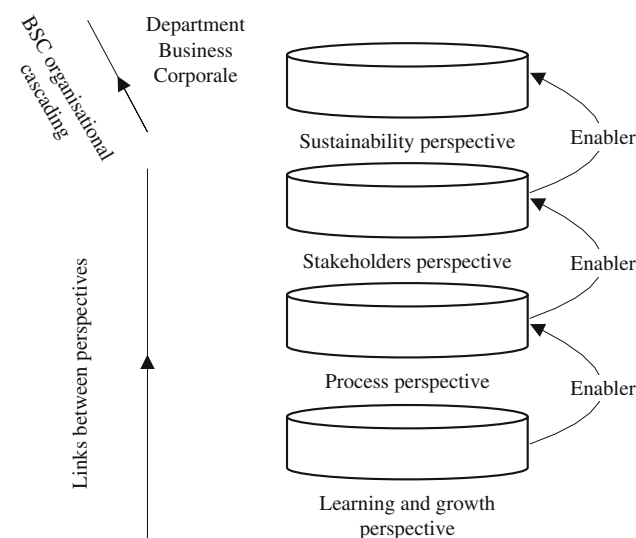 BSC organisational
cascading
Department
Business
Corporale
Sustainability perspective
Enabler
Stakeholders perspective
Enabler
Links between perspectives
Process perspective
Enabler
Learning and growth
perspective